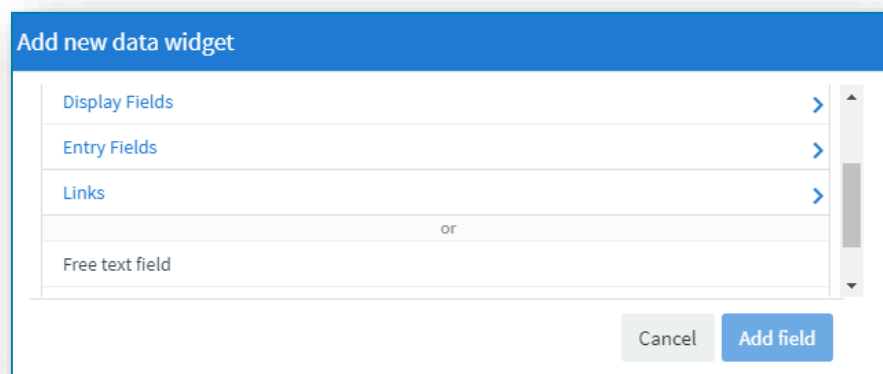 Add new data widget
Display Fields
Entry Fields
Links
or
Free text field
Cancel Add field